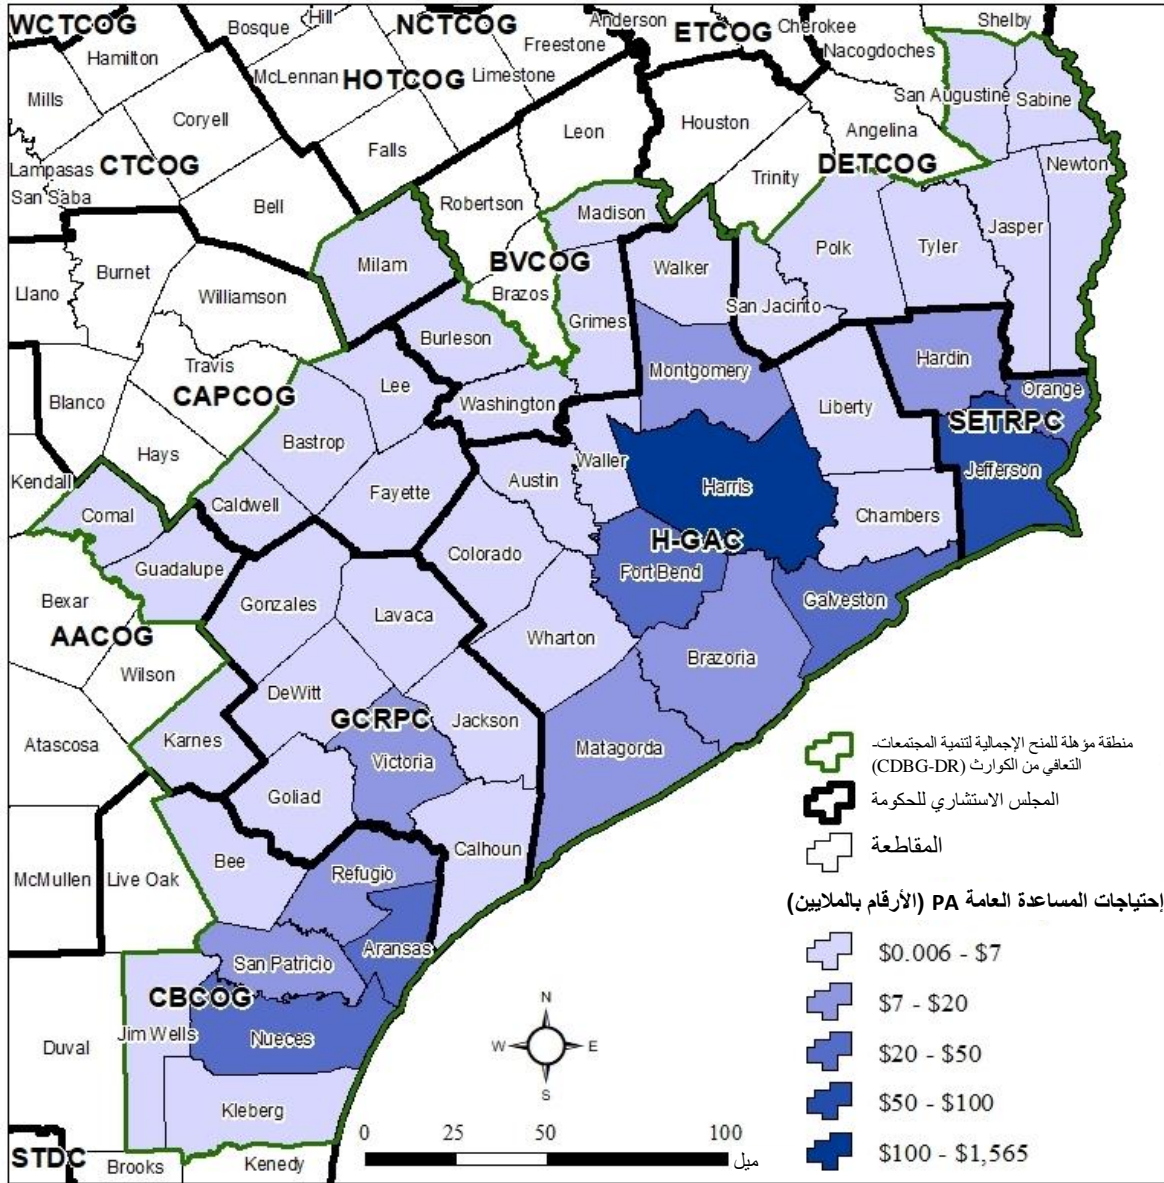 WCTCOG
Hamilton
Bosque
Hill
NCTCOG
Freestone
Anderson
ETCOG
Cherokee
Nacogdoches
Shelby
McLennan
HOTCOG
Limestone
Mills
Coryell
Leon
Houston
San Augustine
Sabine
Falls
Angelina
Lampasas
CTCOG
DETCOG
Newton
San Saba
Bell
Robertson
Trinity
Madison
Jasper
Milam
BVCOG
Walker
Polk
Tyler
Burnet
Llano
Williamson
Brazos
San Jacinto
Grimes
Burleson
Travis
Montgomery
Hardin
Lee
CAPCOG
Blanco
Washington
Liberty
Orange
SETRPC
Bastrop
Hays
Waller
Jefferson
Kendall
Austin
Harris
Fayette
Caldwell
Comal
Chambers
H-GAC
Colorado
Guadalupe
Fort Bend
Bexar
Gonzales
Lavaca
Galveston
AACOG
Wharton
Wilson
Brazoria
DeWitt
GCRPC
Jackson
Karnes
Atascosa
Matagorda
Victoria
Goliad
Calhoun
Bee
McMullen
Live Oak
Refugio
Aransas
San Patricio
CBCOG
Jim Wells
Nueces
Duval
Kleberg
STDC
Brooks
Kenedy
منطقة مؤهلة للمنح الإجمالية لتنمية المجتمعات-
التعافي من الكوارث (CDBG-DR)
المجلس الاستشاري للحكومة
المقاطعة
إحتياجات المساعدة العامة PA (الأرقام بالملايين)
$0.006 - $7
$7 - $20
$20 - $50
$50 - $100
$100 - $1,565
N
W
E
S
0 25 50 100
ميل